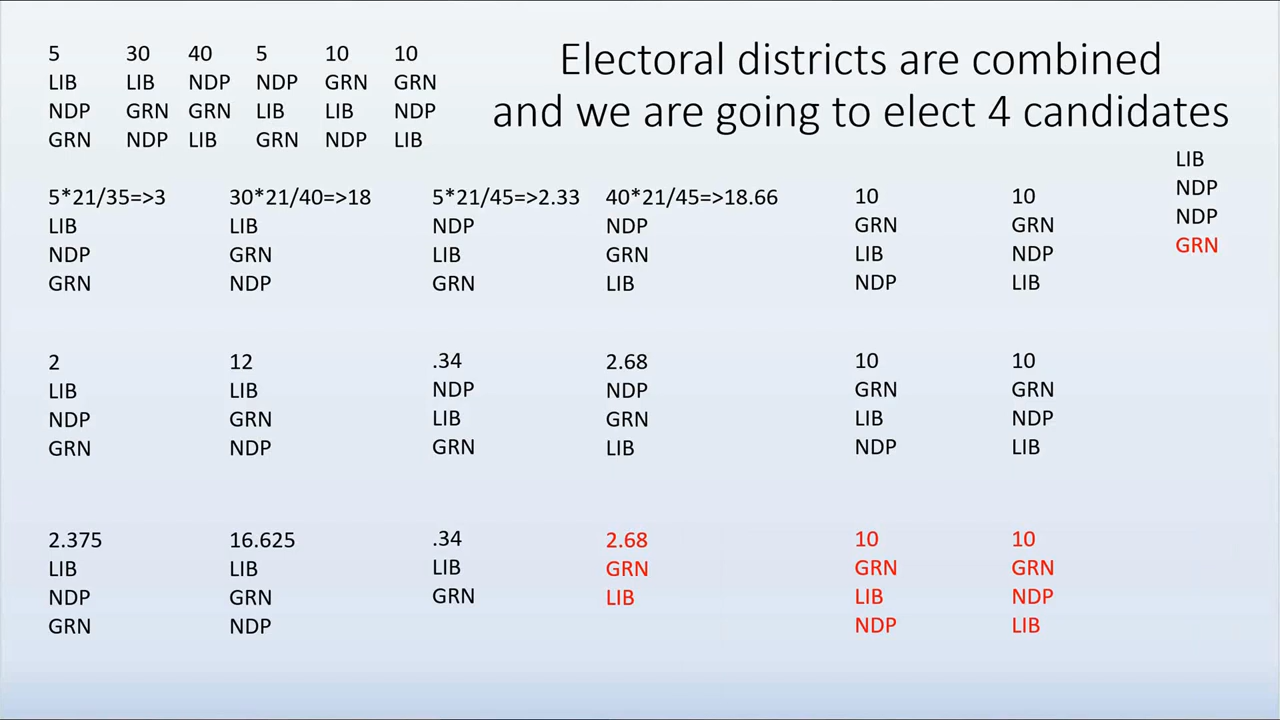 Electoral districts are combined
and we are going to elect 4 candidates
5 30 40 5 10 10
LIB LIB NDP NDP GRN GRN
NDP GRN GRN LIB LIB NDP
GRN NDP LIB GRN NDP LIB
LIB
NDP
NDP
GRN
5*21/35=>3 30*21/40=>18 5*21/45=>2.33 40*21/45=>18.66 10 10
LIB LIB NDP NDP GRN GRN
NDP GRN LIB GRN LIB NDP
GRN NDP GRN LIB NDP LIB
2 12 .34 2.68 10 10
LIB LIB NDP NDP GRN GRN
NDP GRN LIB GRN LIB NDP
GRN NDP GRN LIB NDP LIB
2.375 16.625 .34 2.68 10 10
LIB LIB LIB GRN GRN GRN
NDP GRN GRN LIB LIB NDP
GRN NDP NDP LIB